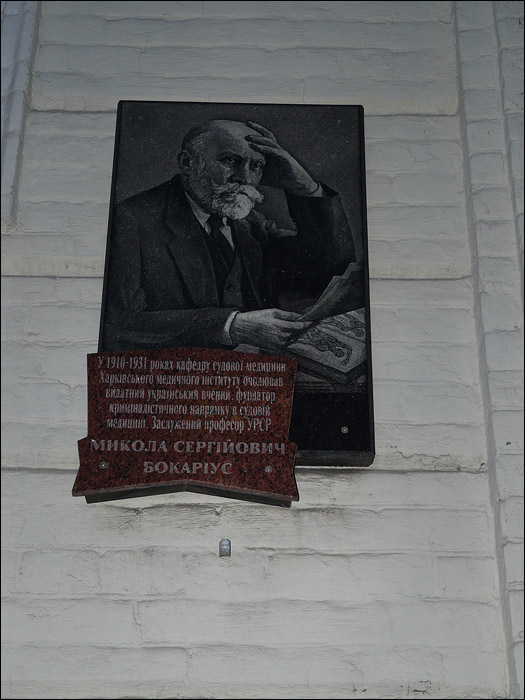 У 1910-1931 роках кафедру судової медицини
Харківського медичного інституту очолював
видатний український вчений, фундатор
криміналістичного напрямку в судовій
медицині, Заслужений професор УРСР
МИКОЛА СЕРГІЙОВИЧ
БОКАРІУС